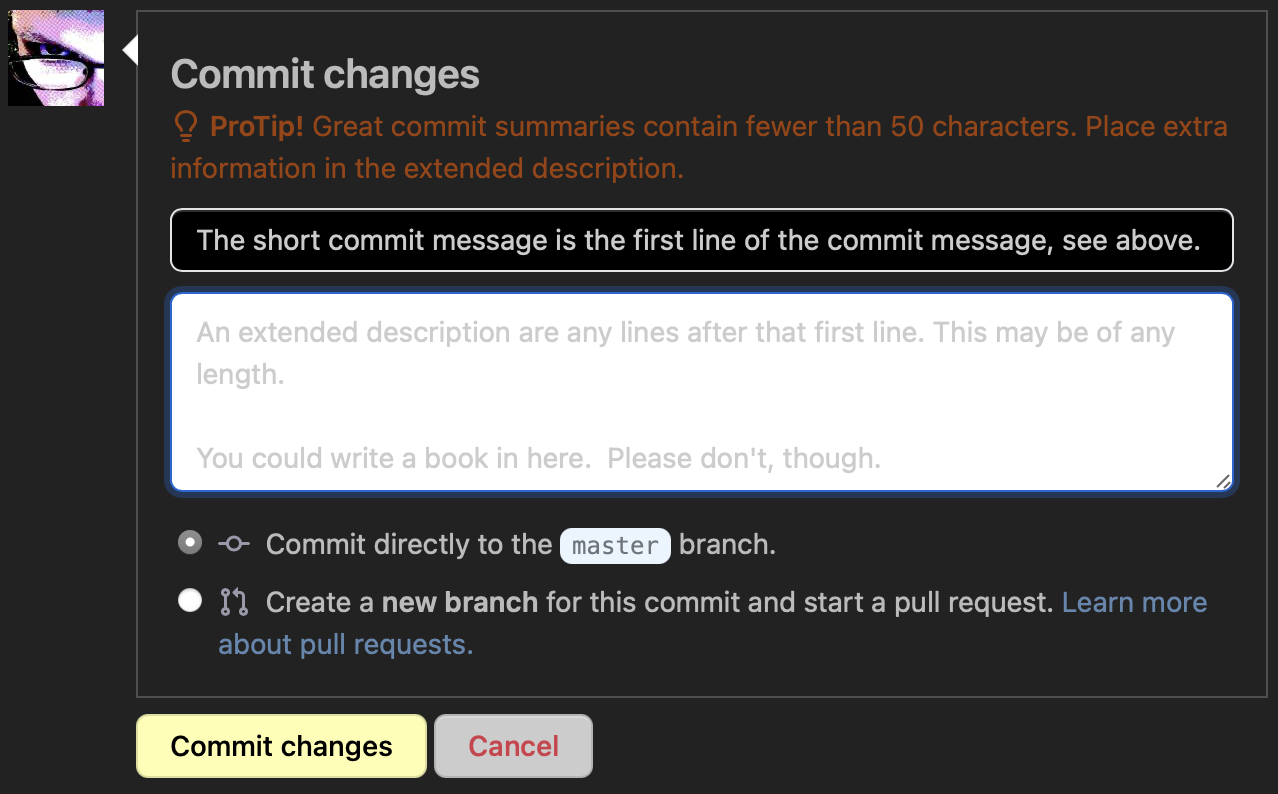 Commit changes
ProTip! Great commit summaries contain fewer than 50 characters. Place extra
information in the extended description.
The short commit message is the first line of the commit message, see above.
An extended description are any lines after that first line. This may be of any
length.
You could write a book in here.  Please don't, though.
Commit directly to the master branch.
Create a new branch for this commit and start a pull request. Learn more
about pull requests.
Commit changes Cancel